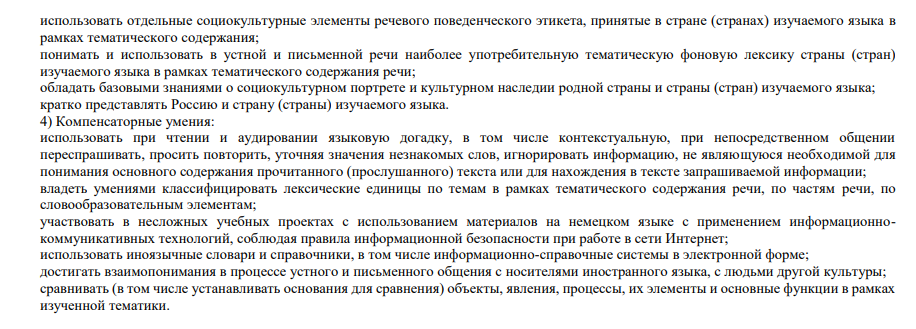 использовать отдельные социокультурные элементы речевого поведенческого этикета, принятые в стране (странах) изучаемого языка в
рамках тематического содержания;
понимать и использовать в устной и письменной речи наиболее употребительную тематическую фоновую лексику страны (стран)
изучаемого языка в рамках тематического содержания речи;
обладать базовыми знаниями о социокультурном портрете и культурном наследии родной страны и страны (стран) изучаемого языка;
кратко представлять Россию и страну (страны) изучаемого языка.
4) Компенсаторные умения:
использовать при чтении и аудировании языковую догадку, в том числе контекстуальную, при непосредственном общении
переспрашивать, просить повторить, уточняя значения незнакомых слов, игнорировать информацию, не являющуюся необходимой для
понимания основного содержания прочитанного (прослушанного) текста или для нахождения в тексте запрашиваемой информации;
владеть умениями классифицировать лексические единицы по темам в рамках тематического содержания речи, по частям речи, по
словообразовательным элементам;
участвовать в несложных учебных проектах с использованием материалов на немецком языке с применением информационно-
коммуникативных технологий, соблюдая правила информационной безопасности при работе в сети Интернет;
использовать иноязычные словари и справочники, в том числе информационно-справочные системы в электронной форме;
достигать взаимопонимания в процессе устного и письменного общения с носителями иностранного языка, с людьми другой культуры;
сравнивать (в том числе устанавливать основания для сравнения) объекты, явления, процессы, их элементы и основные функции в рамках
изученной тематики.